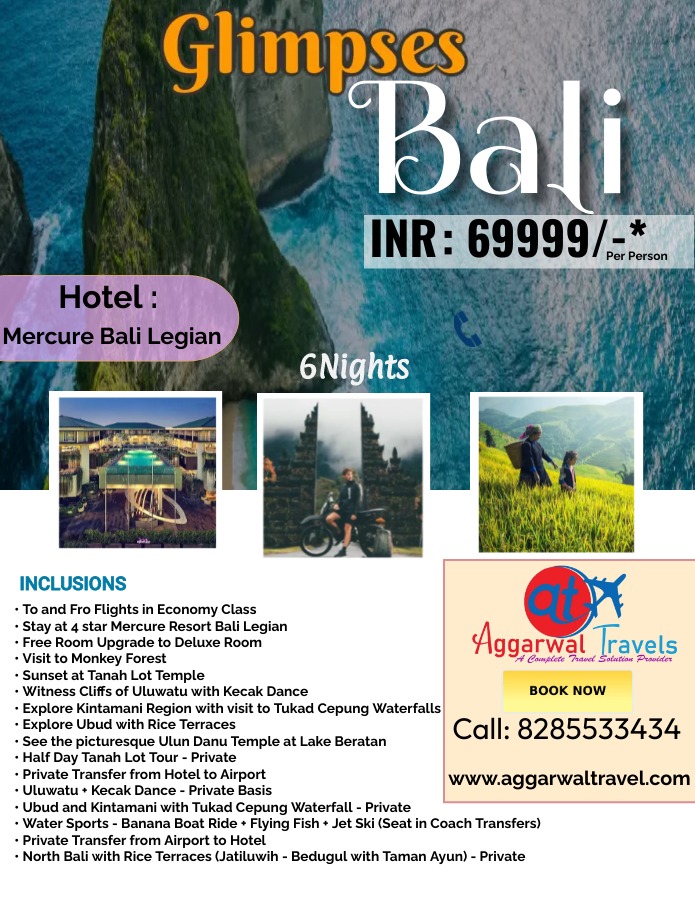 Glimpses
Bali
INR: 69999/-*
Per Person
Hotel :
Mercure Bali Legian
6Nights
INCLUSIONS
• To and Fro Flights in Economy Class
• Stay at 4 star Mercure Resort Bali Legian
• Free Room Upgrade to Deluxe Room
• Visit to Monkey Forest
• Sunset at Tanah Lot Temple
• Witness Cliffs of Uluwatu with Kecak Dance
• Explore Kintamani Region with visit to Tukad Cepung Waterfalls
• Explore Ubud with Rice Terraces
• See the picturesque Ulun Danu Temple at Lake Beratan
• Half Day Tanah Lot Tour - Private
• Private Transfer from Hotel to Airport
• Uluwatu + Kecak Dance - Private Basis
• Ubud and Kintamani with Tukad Cepung Waterfall - Private
• Water Sports - Banana Boat Ride + Flying Fish + Jet Ski (Seat in Coach Transfers)
• Private Transfer from Airport to Hotel
• North Bali with Rice Terraces (Jatiluwih - Bedugul with Taman Ayun) - Private
at
Aggarwal Travels
A Complete Travel Solution Provider
BOOK NOW
Call: 8285533434
www.aggarwaltravel.com